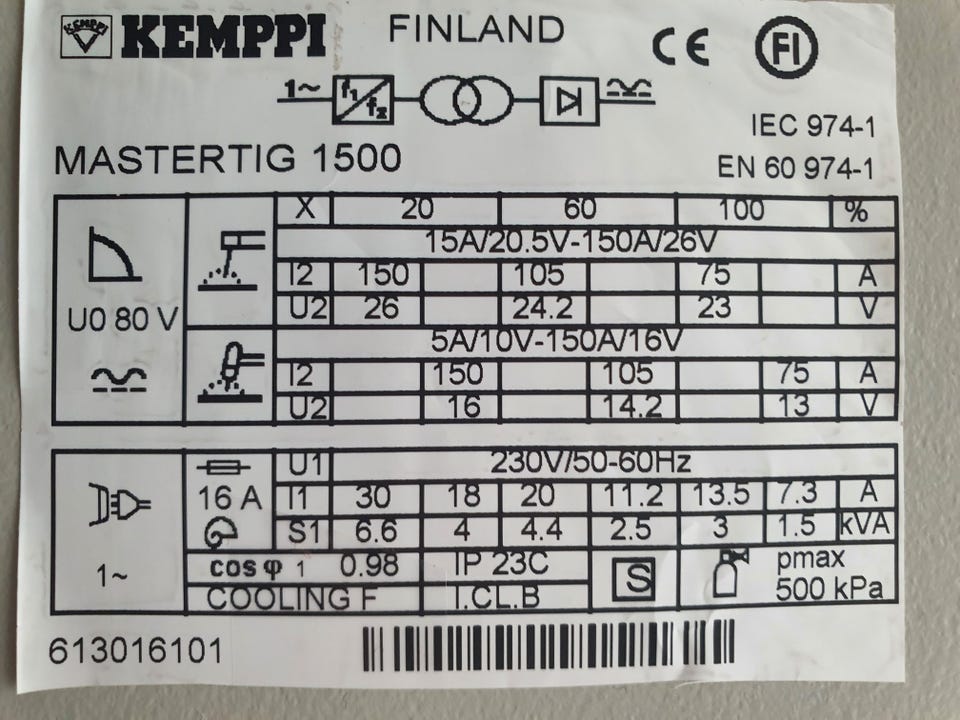 KEMPPI KEMPPI FINLAND CE FI
1~ f1/f2
IEC 974-1
MASTERTIG 1500 EN 60 974-1
X 20 60 100 %
15A/20.5V-150A/26V
I2 150 105 75 A
U2 26 24.2 23 V
U0 80 V
5A/10V-150A/16V
I2 150 105 75 A
U2 16 14.2 13 V
U1 230V/50-60Hz
16 A I1 30 18 20 11.2 13.5 7.3 A
S1 6.6 4 4.4 2.5 3 1.5 kVA
1~ cos φ 1 0.98 IP 23C S pmax
COOLING F I.CL.B 500 kPa
613016101